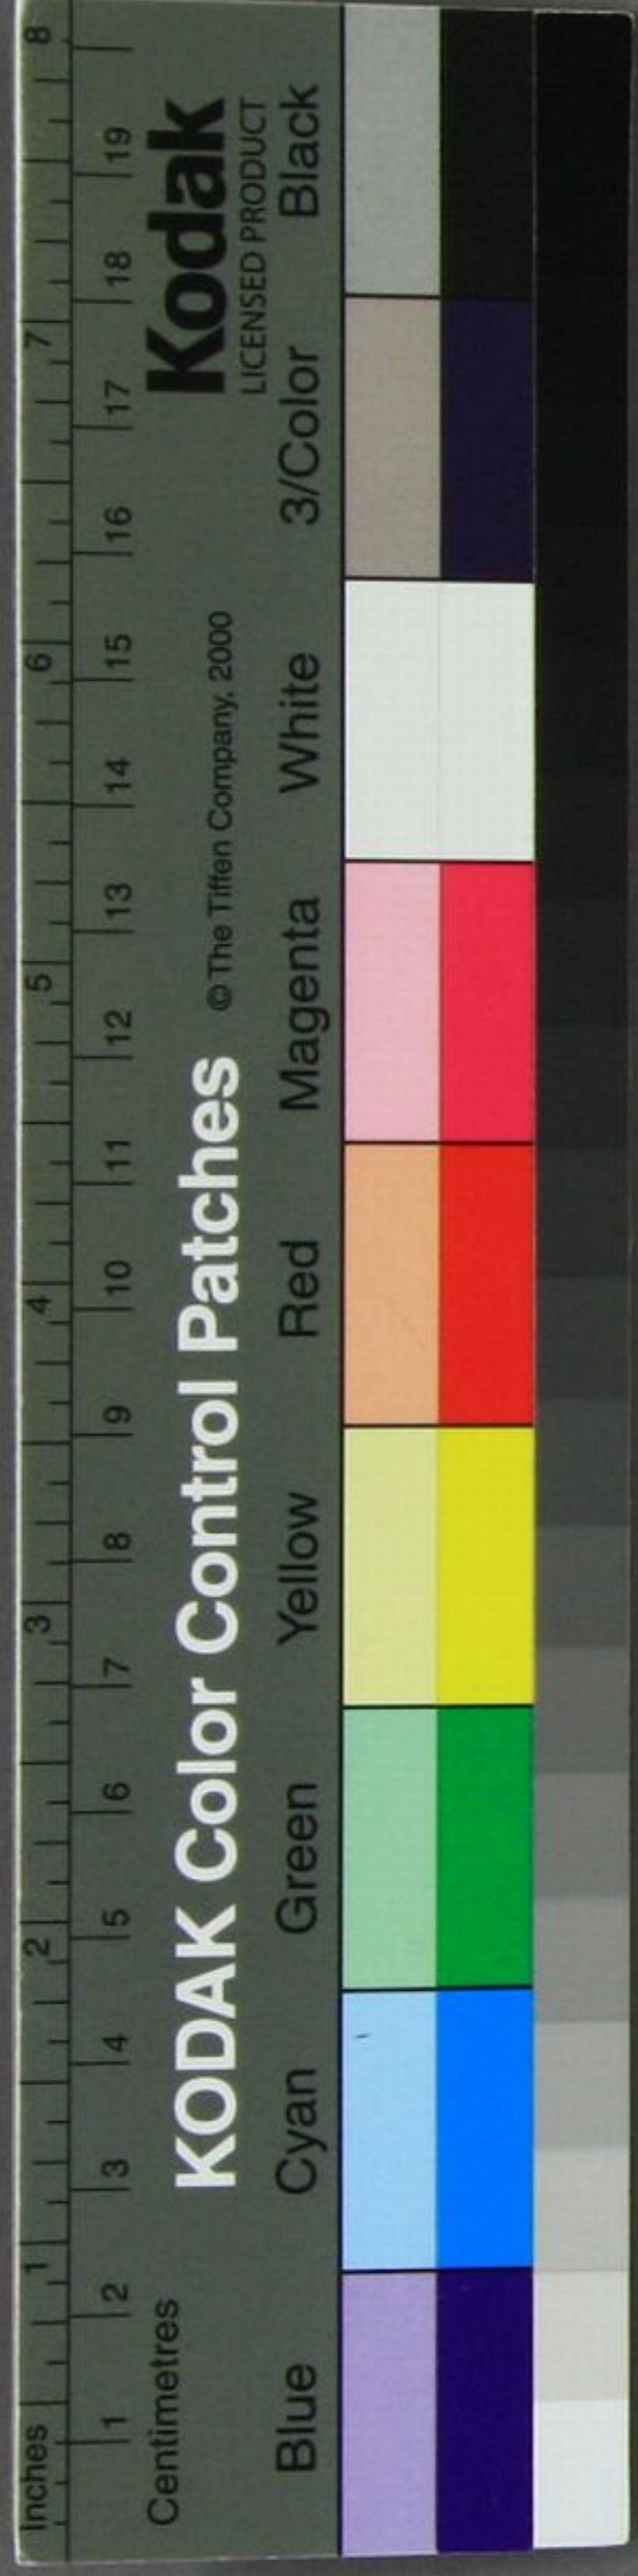 Inches 1 2 3 4 5 6 7 8
1 2 3 4 5 6 7 8 9 10 11 12 13 14 15 16 17 18 19
Centimetres
KODAK Color Control Patches © The Tiffen Company, 2000 Kodak
LICENSED PRODUCT
Blue Cyan Green Yellow Red Magenta White 3/Color Black